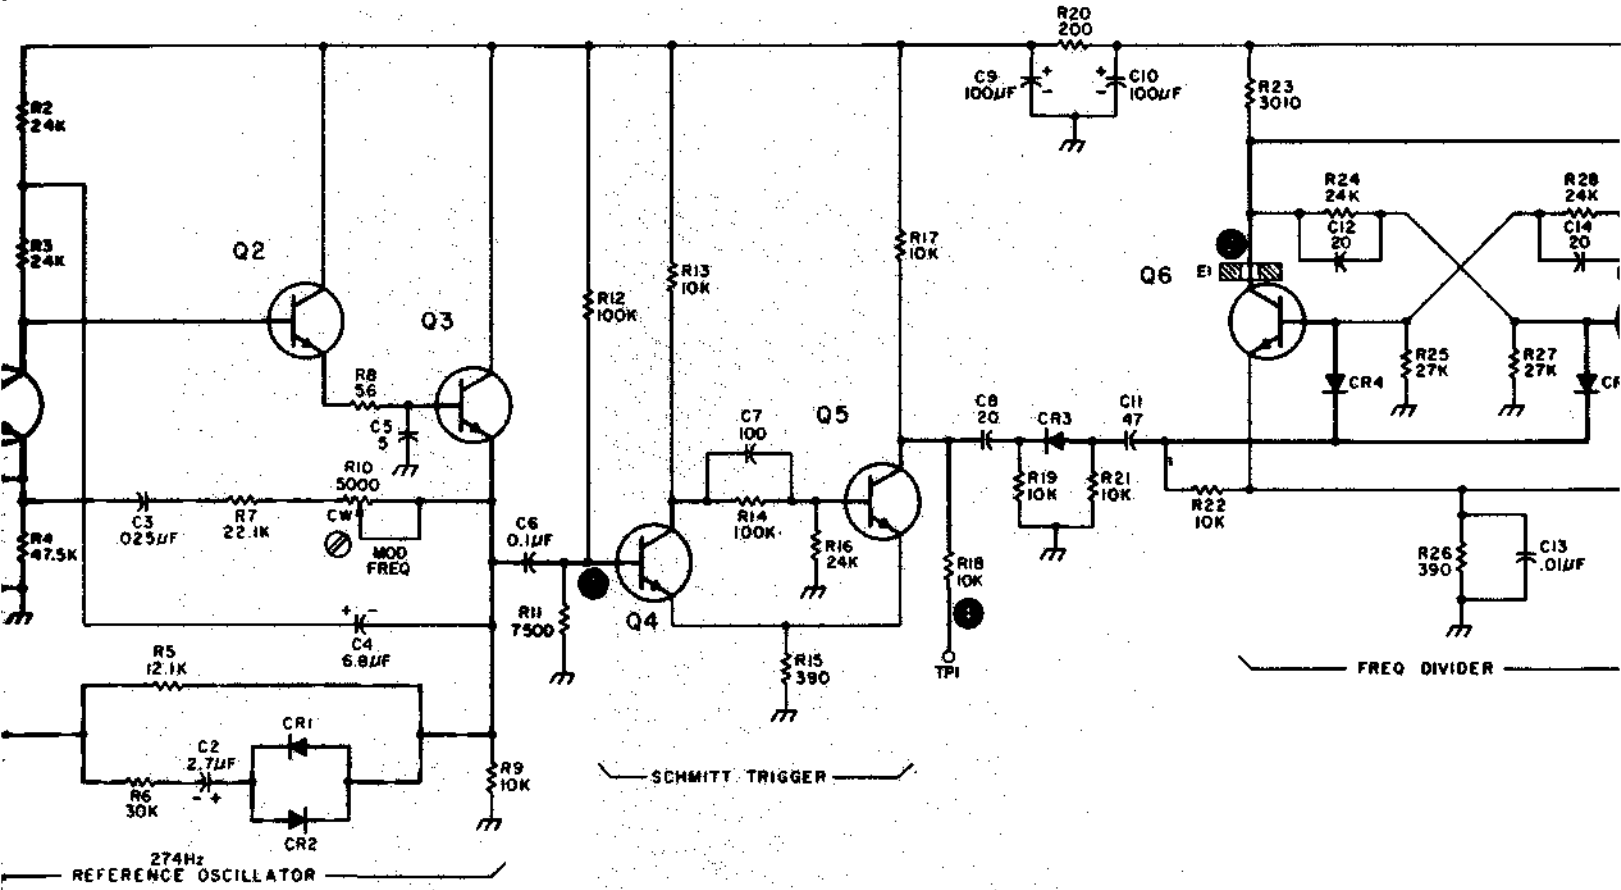 R20
200
C9
100µF
+
-
+
-
C10
100µF
R23
3010
R2
24K
R24
24K
C12
20
R28
24K
C14
20
R3
24K
Q2
R17
10K
Q6
E1
R13
10K
R12
100K
Q3
R8
56
R25
27K
R27
27K
CR4
C5
5
C7
100
Q5
C8
20
CR3
C11
47
R10
5000
CW
C3
.025µF
R7
22.1K
MOD
FREQ
R4
47.5K
C6
0.1µF
R14
100K
R16
24K
R19
10K
R21
10K
R22
10K
R18
10K
R26
390
C13
.01µF
R11
7500
Q4
+ -
C4
6.8µF
R15
390
TP1
FREQ DIVIDER
R5
12.1K
CR1
C2
2.7µF
- +
R6
30K
CR2
R9
10K
SCHMITT TRIGGER
274Hz
REFERENCE OSCILLATOR